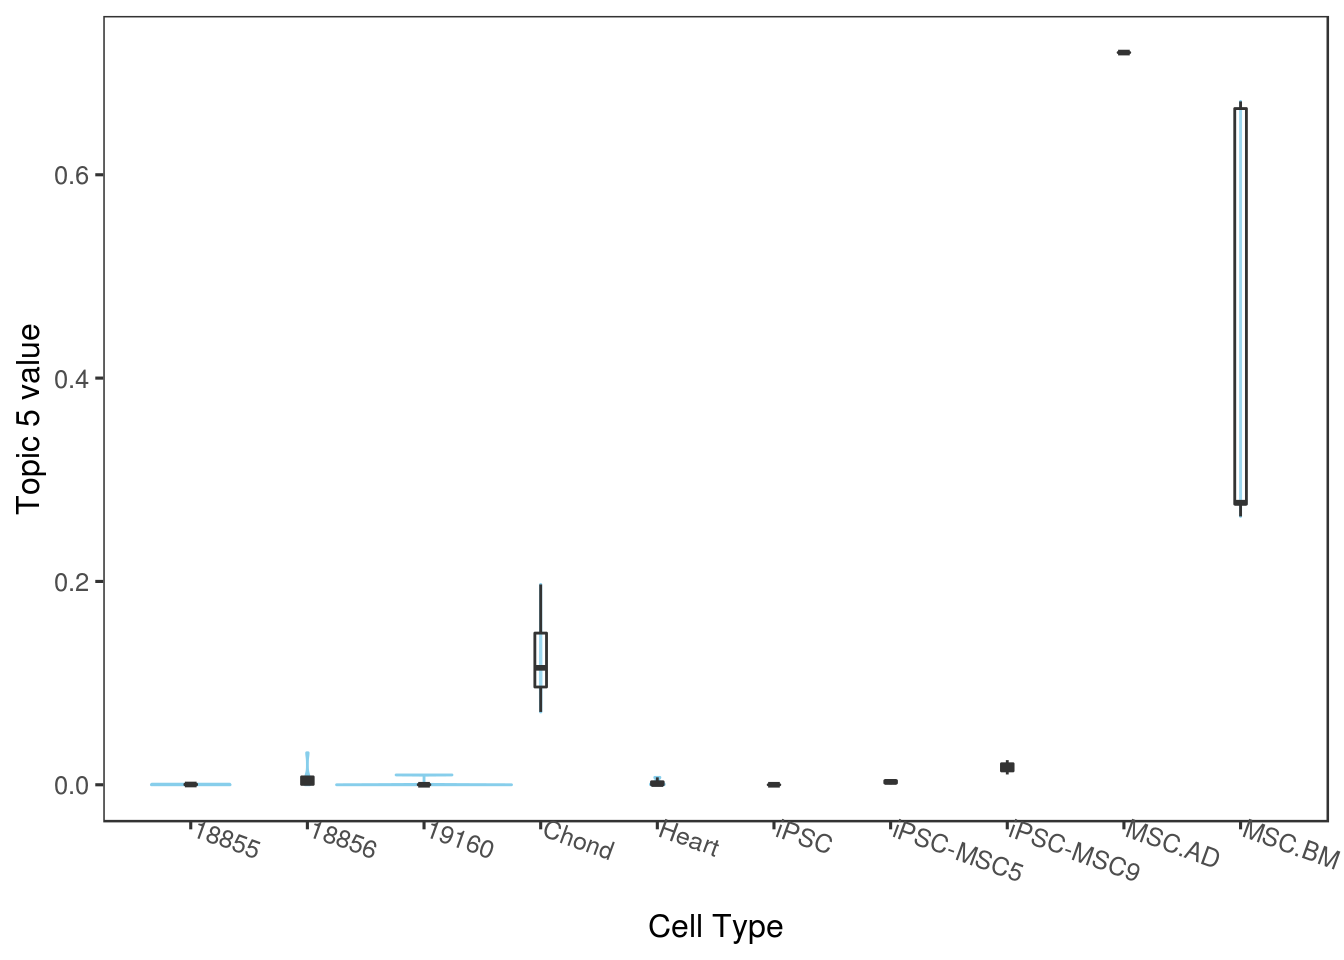 0.6
0.4
0.2
0.0
Topic 5 value
18855
18856
19160
Chond
Heart
iPSC
iPSC-MSC5
iPSC-MSC9
MSC.AD
MSC.BM
Cell Type